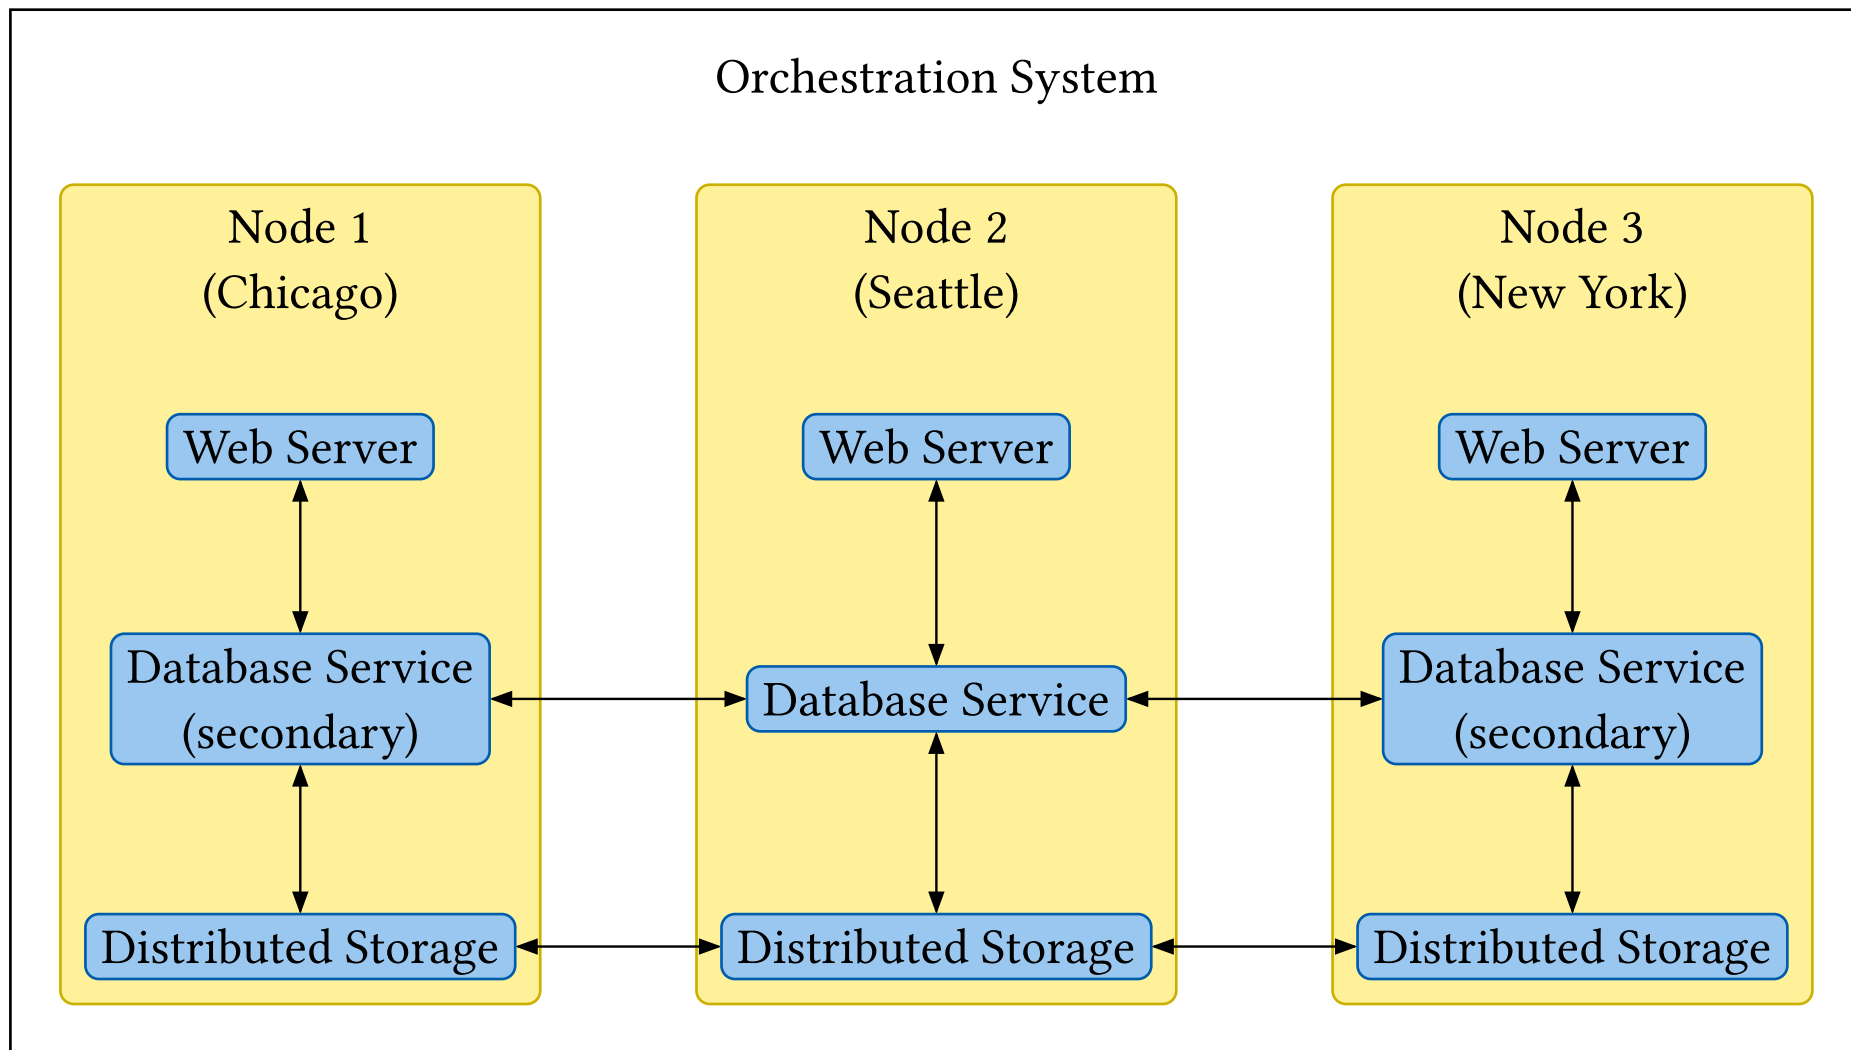 Orchestration System
Node 1
(Chicago)
Web Server
Database Service
(secondary)
Distributed Storage
Node 2
(Seattle)
Web Server
Database Service
Distributed Storage
Node 3
(New York)
Web Server
Database Service
(secondary)
Distributed Storage